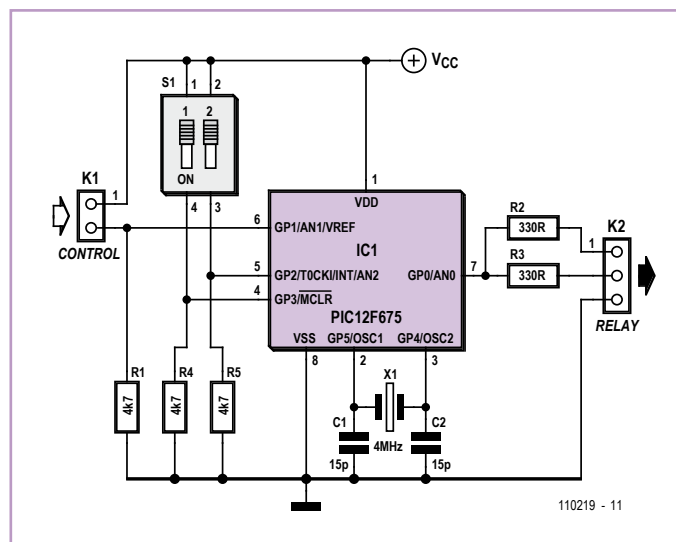 VCC
S1
1 2
1 2
ON
4 3
K1
1
CONTROL
1
VDD
6
GP1/AN1/VREF
IC1
5
GP2/T0CKI/INT/AN2
GP0/AN0
7
4
GP3/MCLR
PIC12F675
VSS
GP5/OSC1
GP4/OSC2
8
2
3
R2
330R
R3
330R
K2
1
RELAY
R1
4k7
R4
4k7
R5
4k7
X1
4MHz
C1
15p
C2
15p
110219 - 11